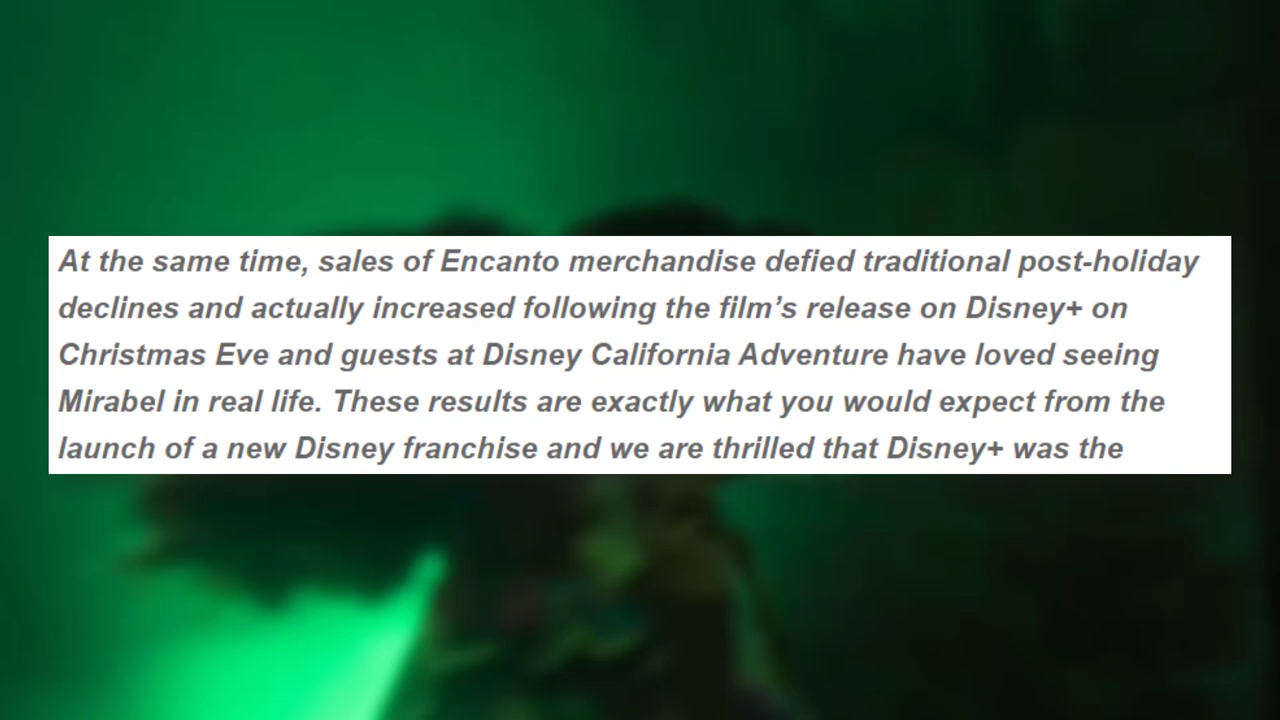 At the same time, sales of Encanto merchandise defied traditional post-holiday
declines and actually increased following the film’s release on Disney+ on
Christmas Eve and guests at Disney California Adventure have loved seeing
Mirabel in real life. These results are exactly what you would expect from the
launch of a new Disney franchise and we are thrilled that Disney+ was the